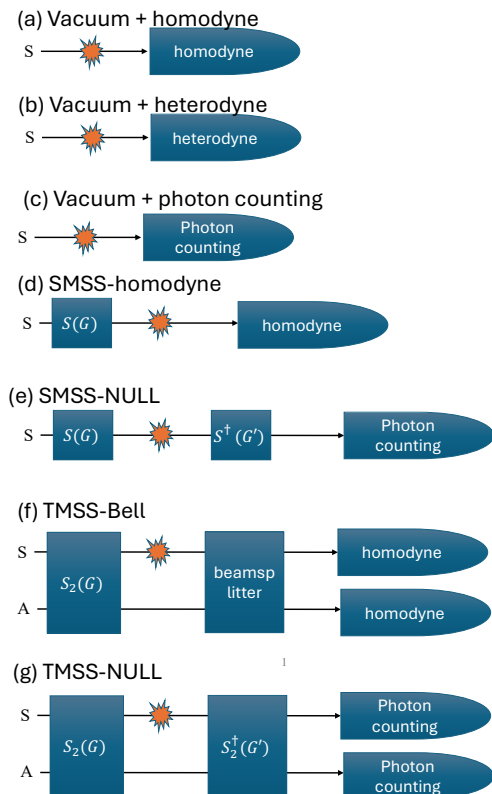 (a) Vacuum + homodyne
S homodyne
(b) Vacuum + heterodyne
S heterodyne
(c) Vacuum + photon counting
S Photon
counting
(d) SMSS-homodyne
S S(G) homodyne
(e) SMSS-NULL
S S(G) S†(G′) Photon
counting
(f) TMSS-Bell
S homodyne
S₂(G) beamsp
litter
A homodyne
I
(g) TMSS-NULL
S Photon
counting
S₂(G) S₂†(G′)
A Photon
counting